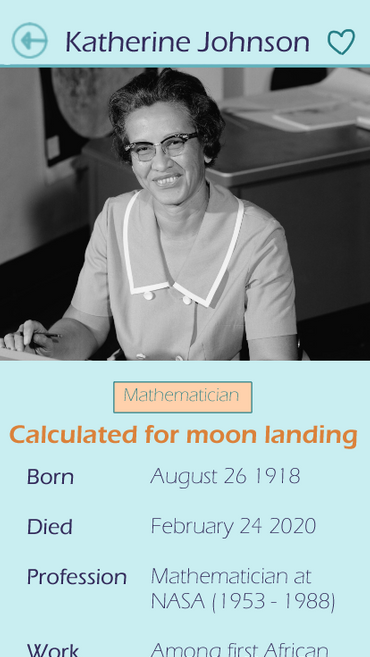 Katherine Johnson
Mathematician
Calculated for moon landing
Born August 26 1918
Died February 24 2020
Profession Mathematician at
NASA (1953 - 1988)
Work Among first African